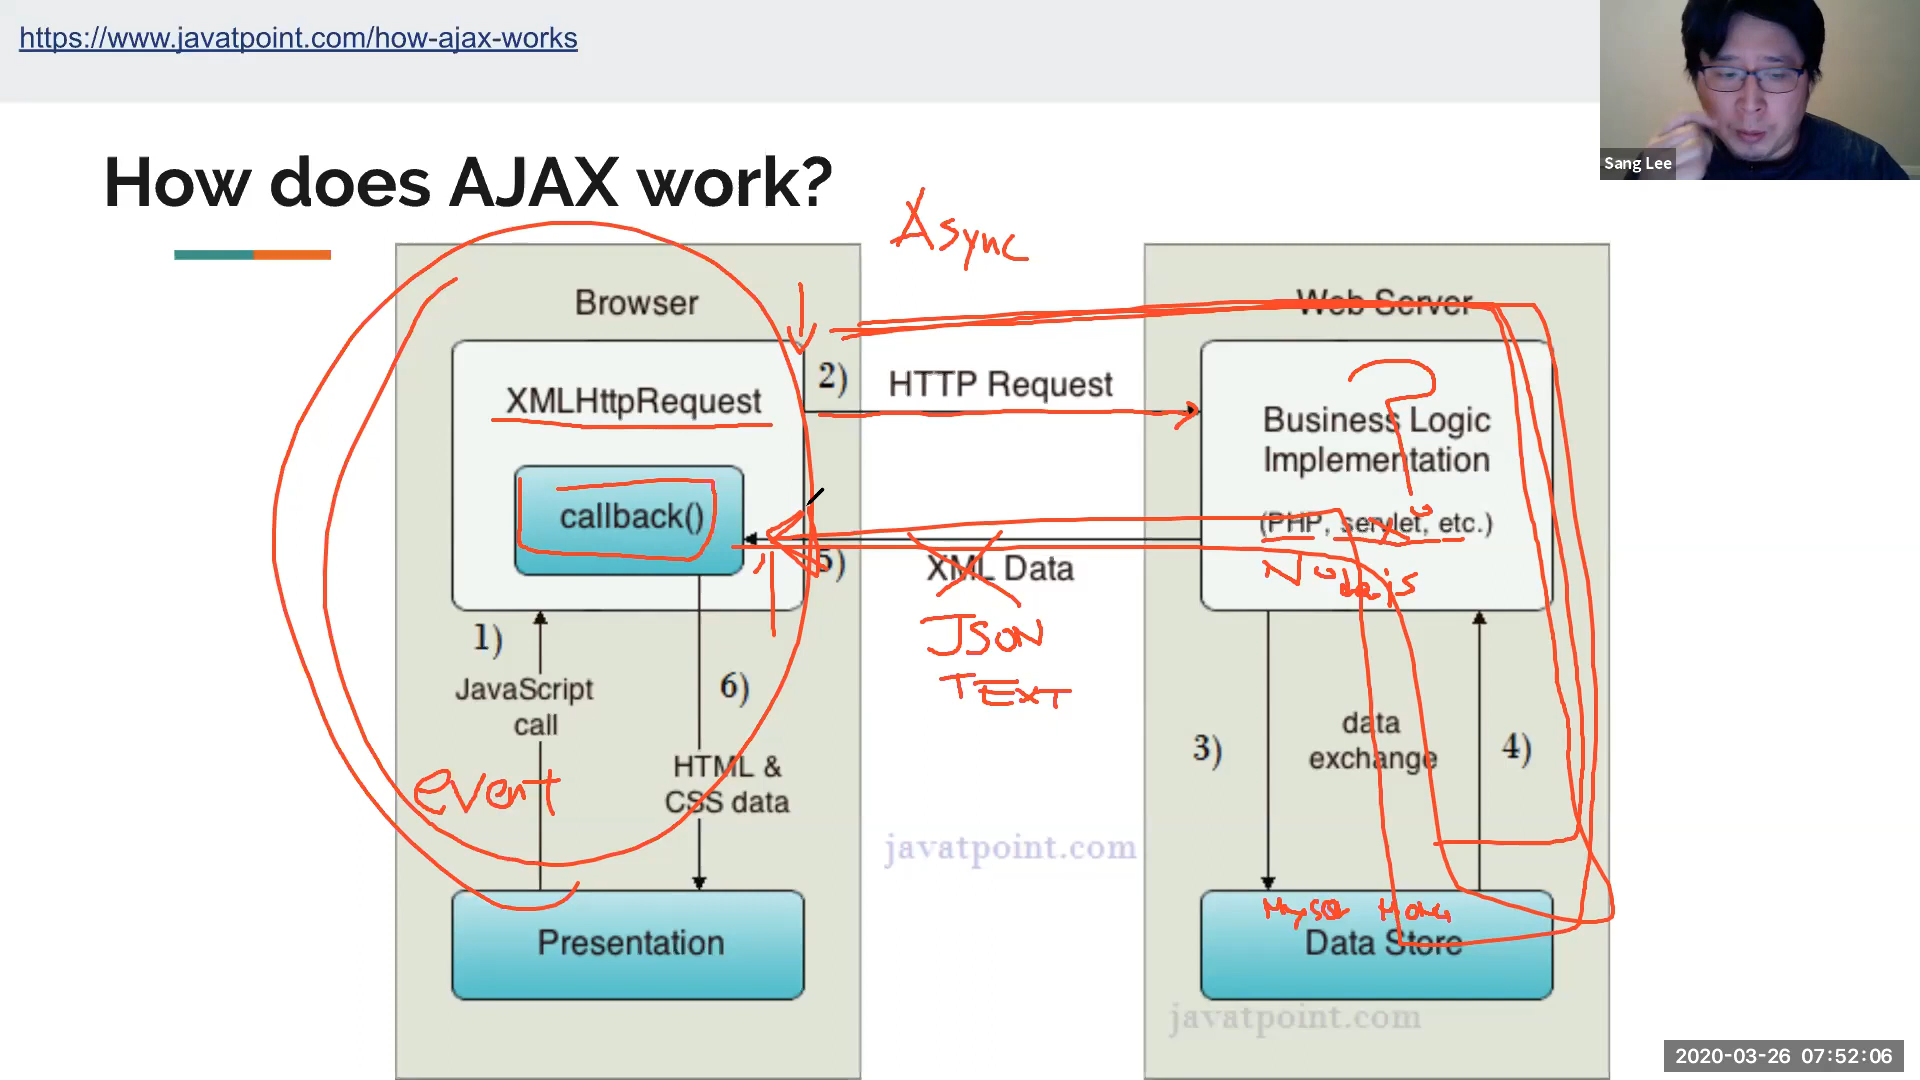 https://www.javatpoint.com/how-ajax-works
Sang Lee
How does AJAX work?
Async
Browser
Web Server
XMLHttpRequest
2)
HTTP Request
Business Logic
Implementation
callback()
(PHP, servlet, etc.)
Nodejs
5)
XML Data
JSON
TEXT
1)
JavaScript
call
6)
event
HTML &
CSS data
3)
data
exchange
4)
javatpoint.com
MySQL
Presentation
Data Store
javatpoint.com
2020-03-26 07:52:06